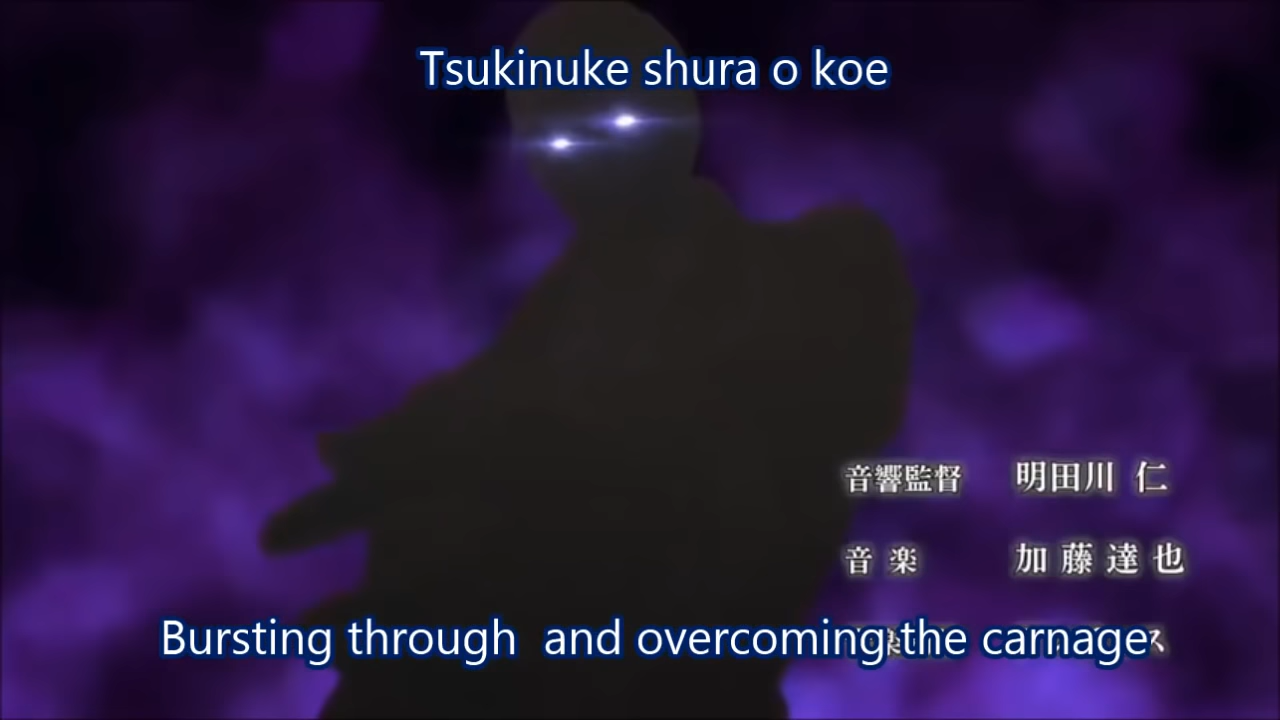 Tsukinuke shura o koe
音響監督 明田川 仁
音楽 加藤達也
Bursting through and overcoming the carnage